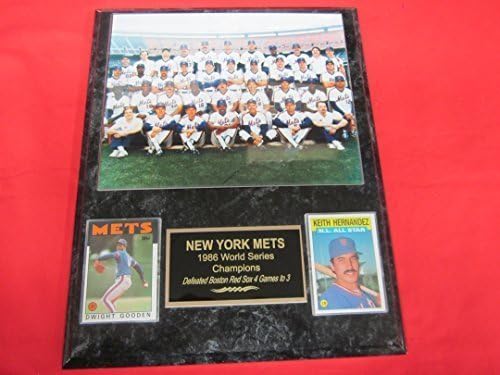 METS
DWIGHT GOODEN
NEW YORK METS
1986 World Series
Champions
Defeated Boston Red Sox 4 Games to 3
KEITH HERNANDEZ
N.L. ALL STAR